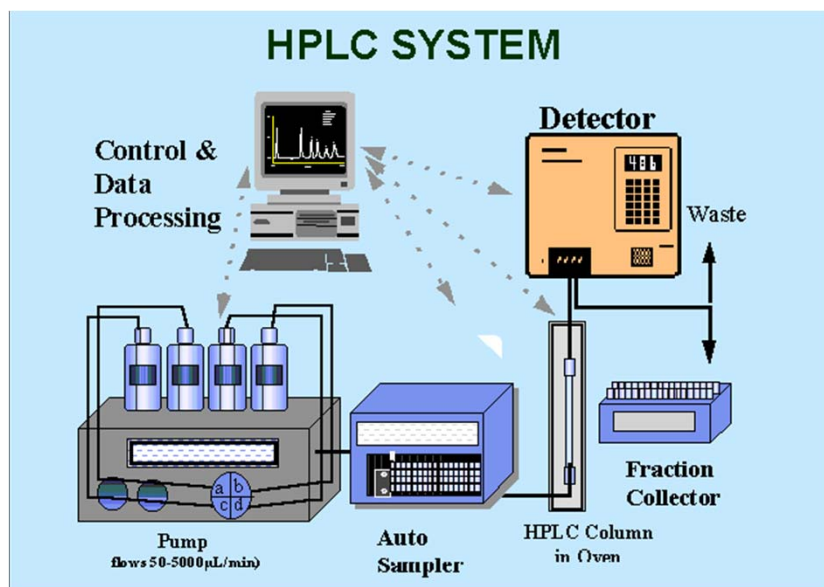 HPLC SYSTEM
Control &
Data
Processing
Detector
486
Waste
a b
c d
Pump
flows 50-5000µL/min)
Auto
Sampler
HPLC Column
in Oven
Fraction
Collector